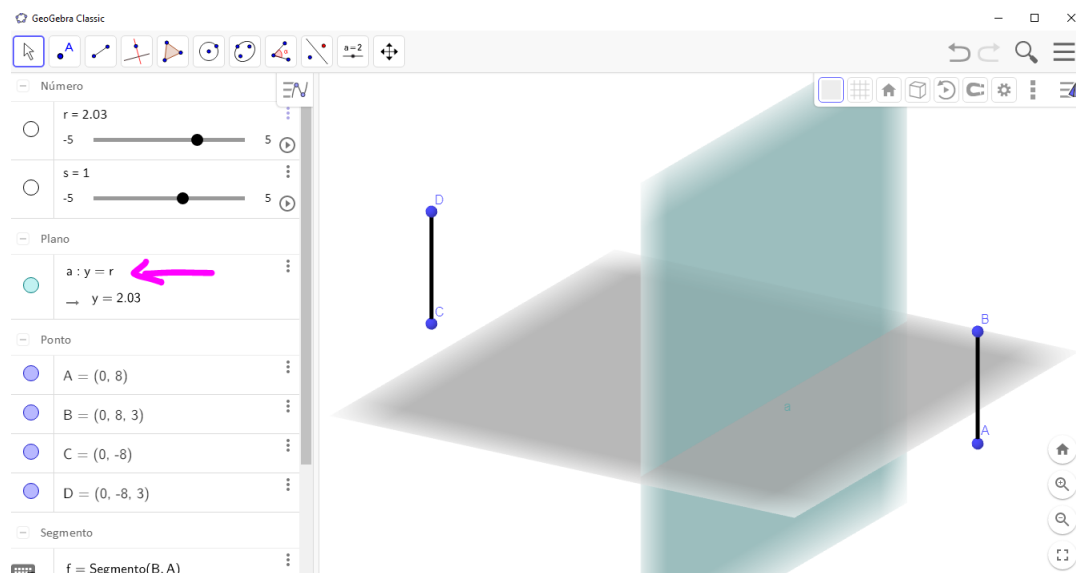 GeoGebra Classic
A
a=2
Número
r = 2.03
-5
5
s = 1
-5
5
Plano
a : y = r
→ y = 2.03
Ponto
A = (0, 8)
B = (0, 8, 3)
C = (0, -8)
D = (0, -8, 3)
Segmento
f = Segmento(B, A)
D
C
B
a
A